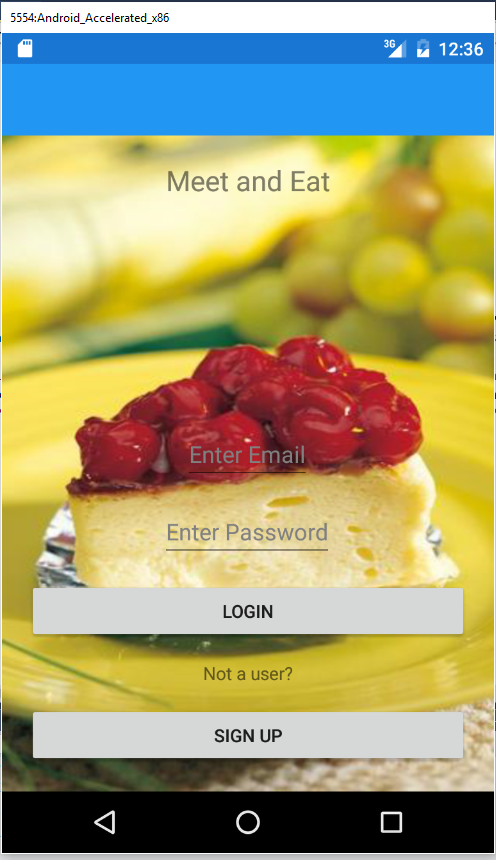 5554:Android_Accelerated_x86
3G 12:36
Meet and Eat
Enter Email
Enter Password
LOGIN
Not a user?
SIGN UP